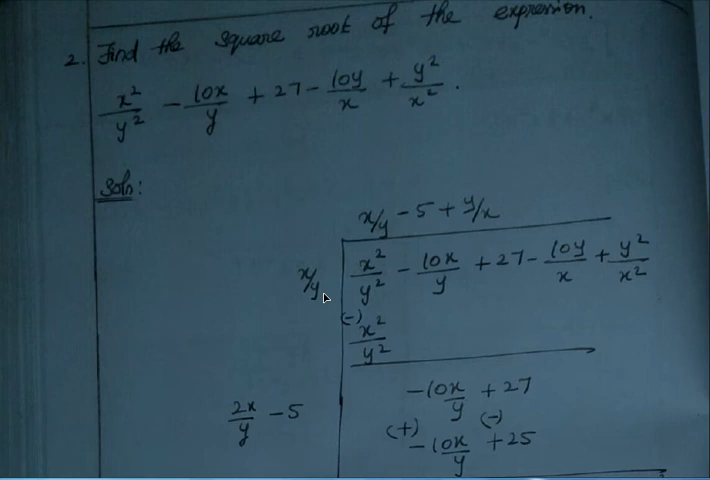 2. Find the square root of the expression.
x²/y² - 10x/y + 27 - 10y/x + y²/x².
Soln:
x/y - 5 + y/x
x/y x²/y² - 10x/y + 27 - 10y/x + y²/x²
(-) x²/y²
-10x/y + 27
2x/y - 5 (+) -10x/y (-) +25